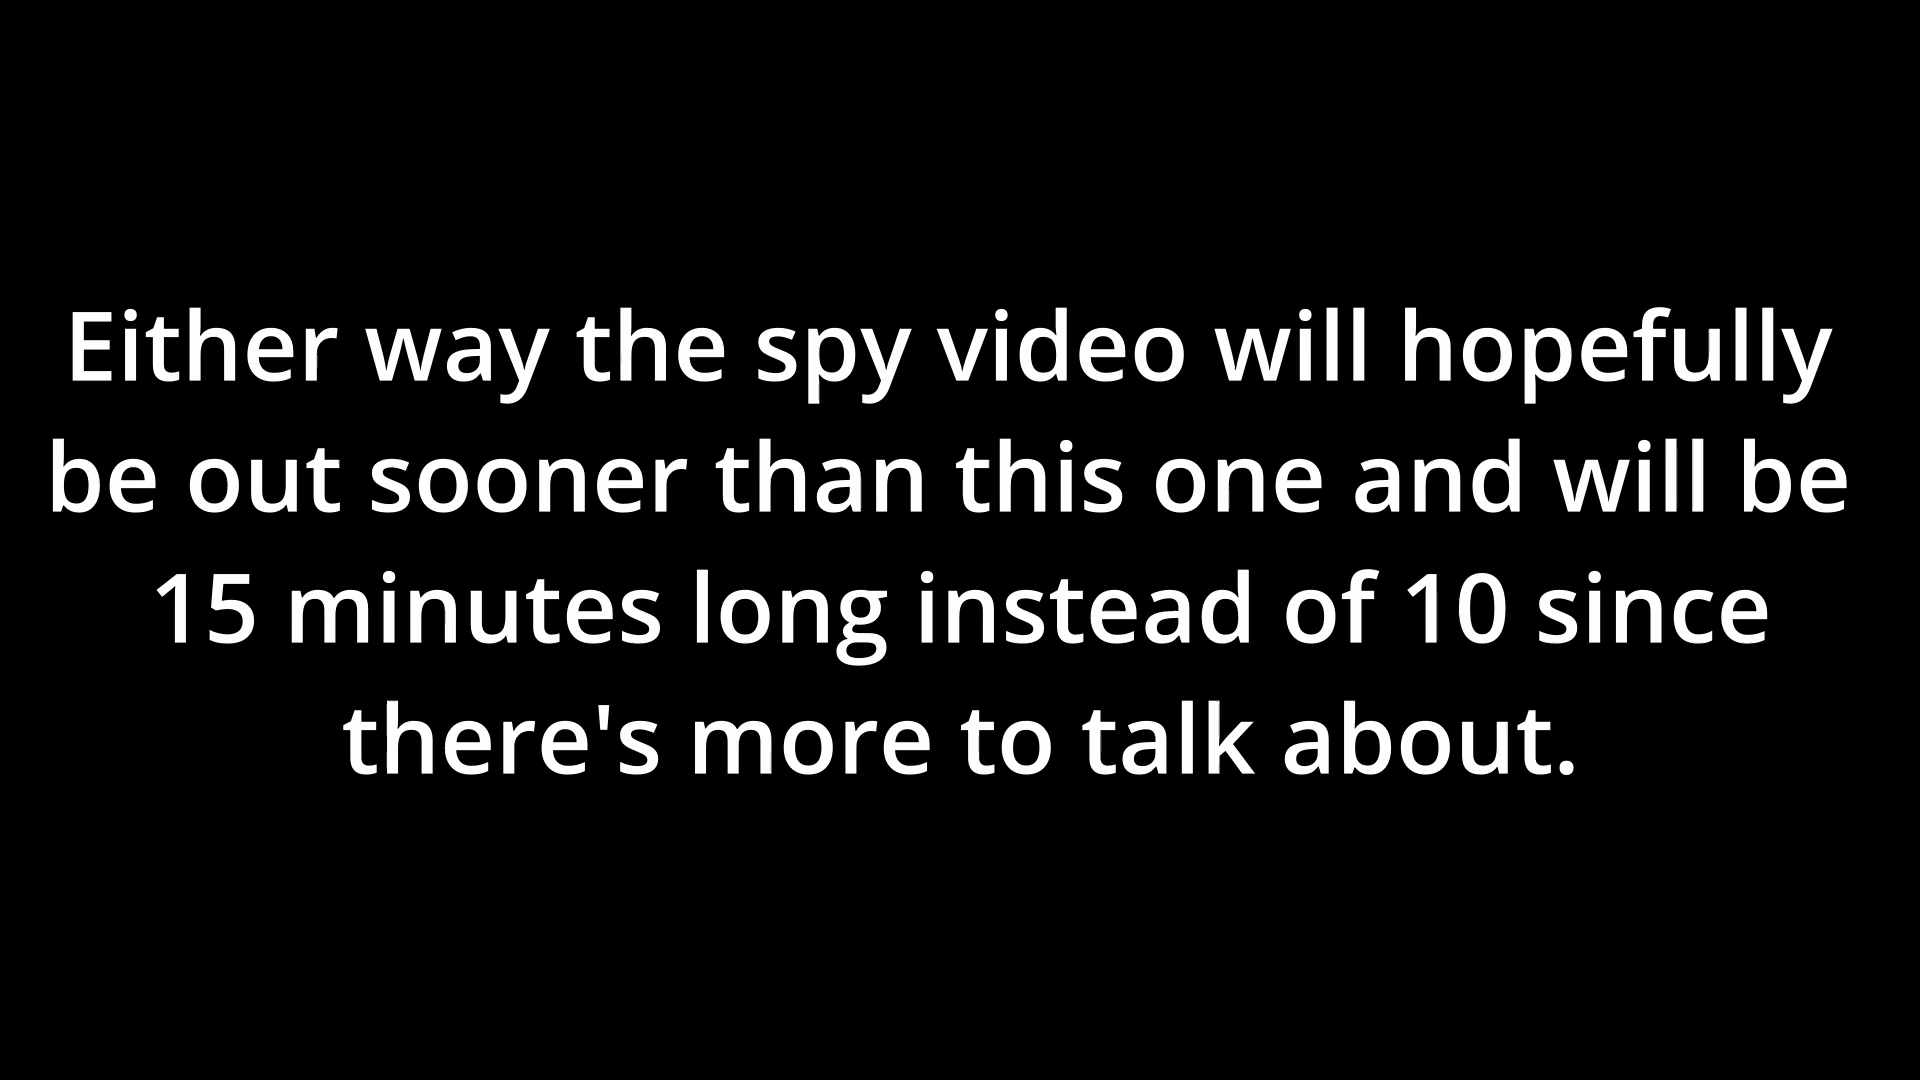 Either way the spy video will hopefully
be out sooner than this one and will be
15 minutes long instead of 10 since
there's more to talk about.